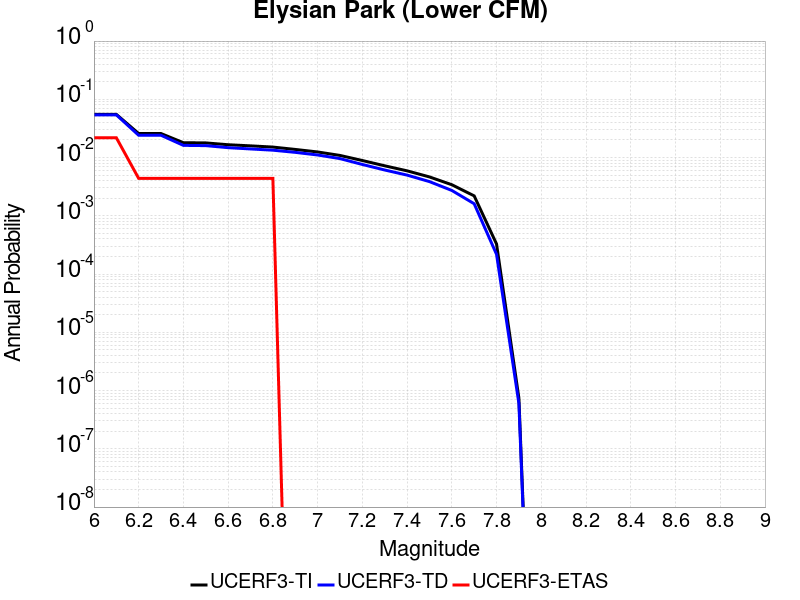 Elysian Park (Lower CFM)
10^0
10^-1
10^-2
10^-3
10^-4
10^-5
10^-6
10^-7
10^-8
Annual Probability
6 6.2 6.4 6.6 6.8 7 7.2 7.4 7.6 7.8 8 8.2 8.4 8.6 8.8 9
Magnitude
UCERF3-TI UCERF3-TD UCERF3-ETAS